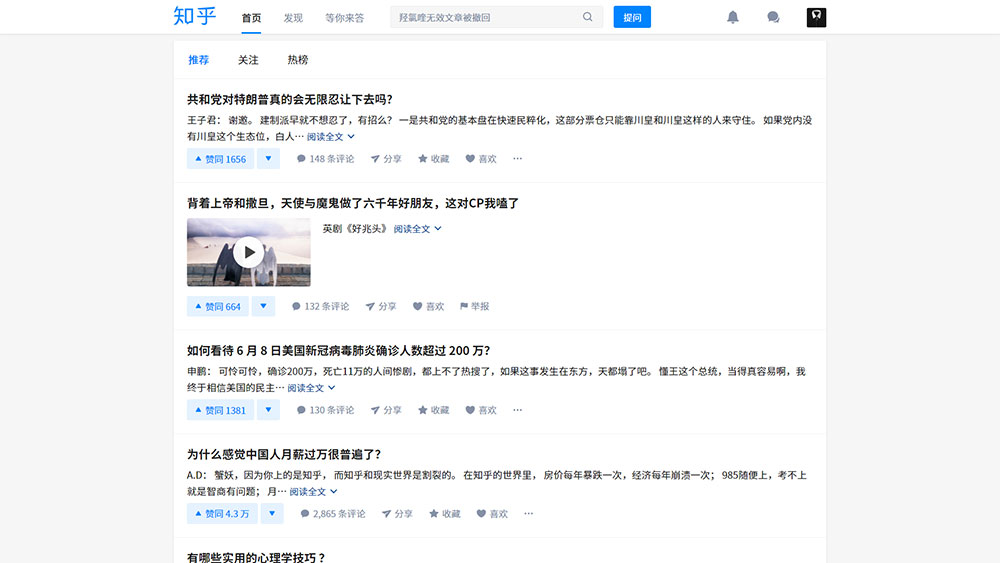 知乎 首页 发现 等你来答 羟氯喹无效文章被撤回 提问
推荐 关注 热榜
共和党对特朗普真的会无限忍让下去吗?
王子君： 谢邀。 建制派早就不想忍了，有招么？ 一是共和党的基本盘在快速民粹化，这部分票仓只能靠川皇和川皇这样的人来守住。 如果党内没
有川皇这个生态位，白人… 阅读全文
赞同 1656 148 条评论 分享 收藏 喜欢 ···
背着上帝和撒旦，天使与魔鬼做了六千年好朋友，这对CP我嗑了
英剧《好兆头》 阅读全文
赞同 664 132 条评论 分享 喜欢 举报
如何看待 6 月 8 日美国新冠病毒肺炎确诊人数超过 200 万?
申鹏： 可怜可怜，确诊200万，死亡11万的人间惨剧，都上不了热搜了，如果这事发生在东方，天都塌了吧。 懂王这个总统，当得真容易啊，我
终于相信美国的民主… 阅读全文
赞同 1381 130 条评论 分享 收藏 喜欢 ···
为什么感觉中国人月薪过万很普遍了?
A.D： 蟹妖，因为你上的是知乎， 而知乎和现实世界是割裂的。 在知乎的世界里， 房价每年暴跌一次，经济每年崩溃一次； 985随便上，考不上
就是智商有问题； 月… 阅读全文
赞同 4.3 万 2,865 条评论 分享 收藏 喜欢 ···
有哪些实用的心理学技巧 ?